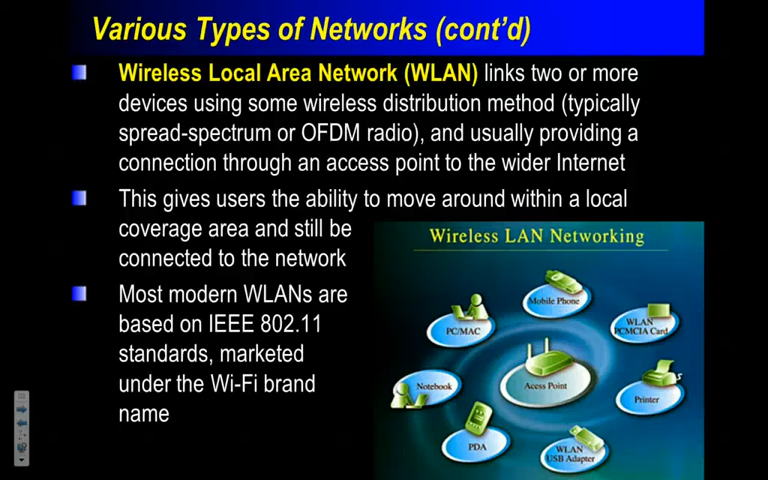 Various Types of Networks (cont'd)
Wireless Local Area Network (WLAN) links two or more
devices using some wireless distribution method (typically
spread-spectrum or OFDM radio), and usually providing a
connection through an access point to the wider Internet
This gives users the ability to move around within a local
coverage area and still be
connected to the network
Most modern WLANs are
based on IEEE 802.11
standards, marketed
under the Wi-Fi brand
name
Wireless LAN Networking
Mobile Phone
PC/MAC
WLAN
PCMCIA Card
Notebook
Acess Point
Printer
PDA
WLAN
USB Adapter